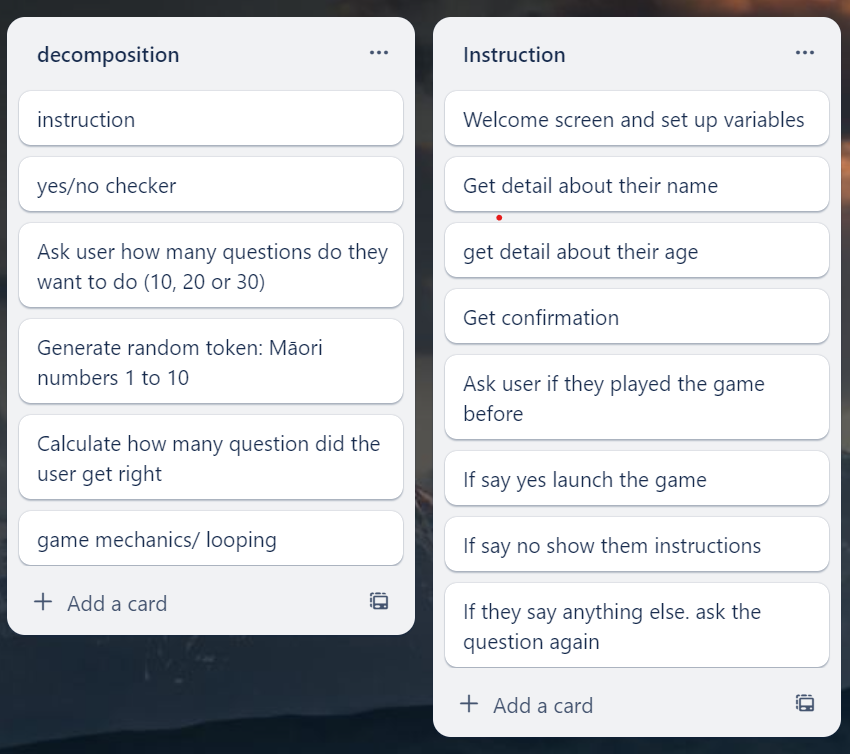 decomposition
instruction
yes/no checker
Ask user how many questions do they
want to do (10, 20 or 30)
Generate random token: Māori
numbers 1 to 10
Calculate how many question did the
user get right
game mechanics/ looping
Add a card
Instruction
Welcome screen and set up variables
Get detail about their name
get detail about their age
Get confirmation
Ask user if they played the game
before
If say yes launch the game
If say no show them instructions
If they say anything else. ask the
question again
Add a card